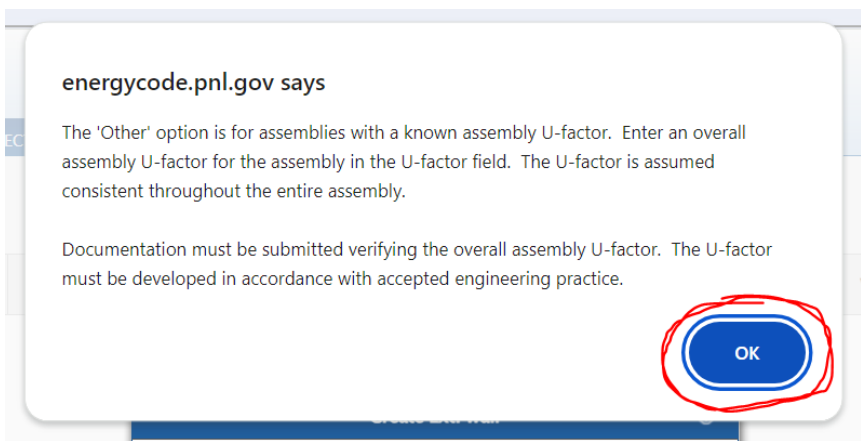 energycode.pnl.gov says
The 'Other' option is for assemblies with a known assembly U-factor. Enter an overall
assembly U-factor for the assembly in the U-factor field. The U-factor is assumed
consistent throughout the entire assembly.
Documentation must be submitted verifying the overall assembly U-factor. The U-factor
must be developed in accordance with accepted engineering practice.
OK